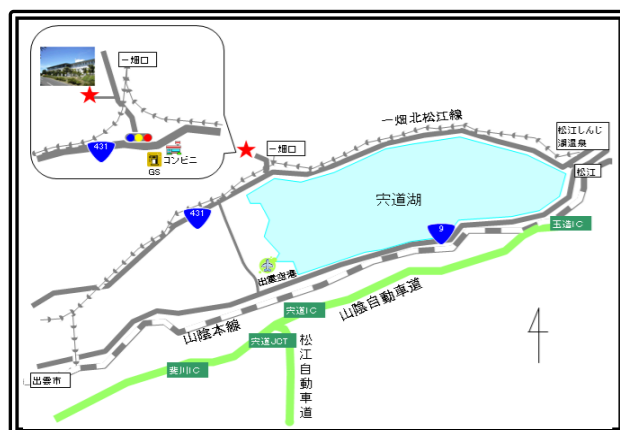 一畑口
431
コンビニ
GS
一畑口
一畑北松江線
松江しんじ
湖温泉
松江
宍道湖
431
9
玉造IC
出雲空港
宍道IC
山陰自動車道
山陰本線
宍道JCT
松江自動車道
斐川IC
出雲市